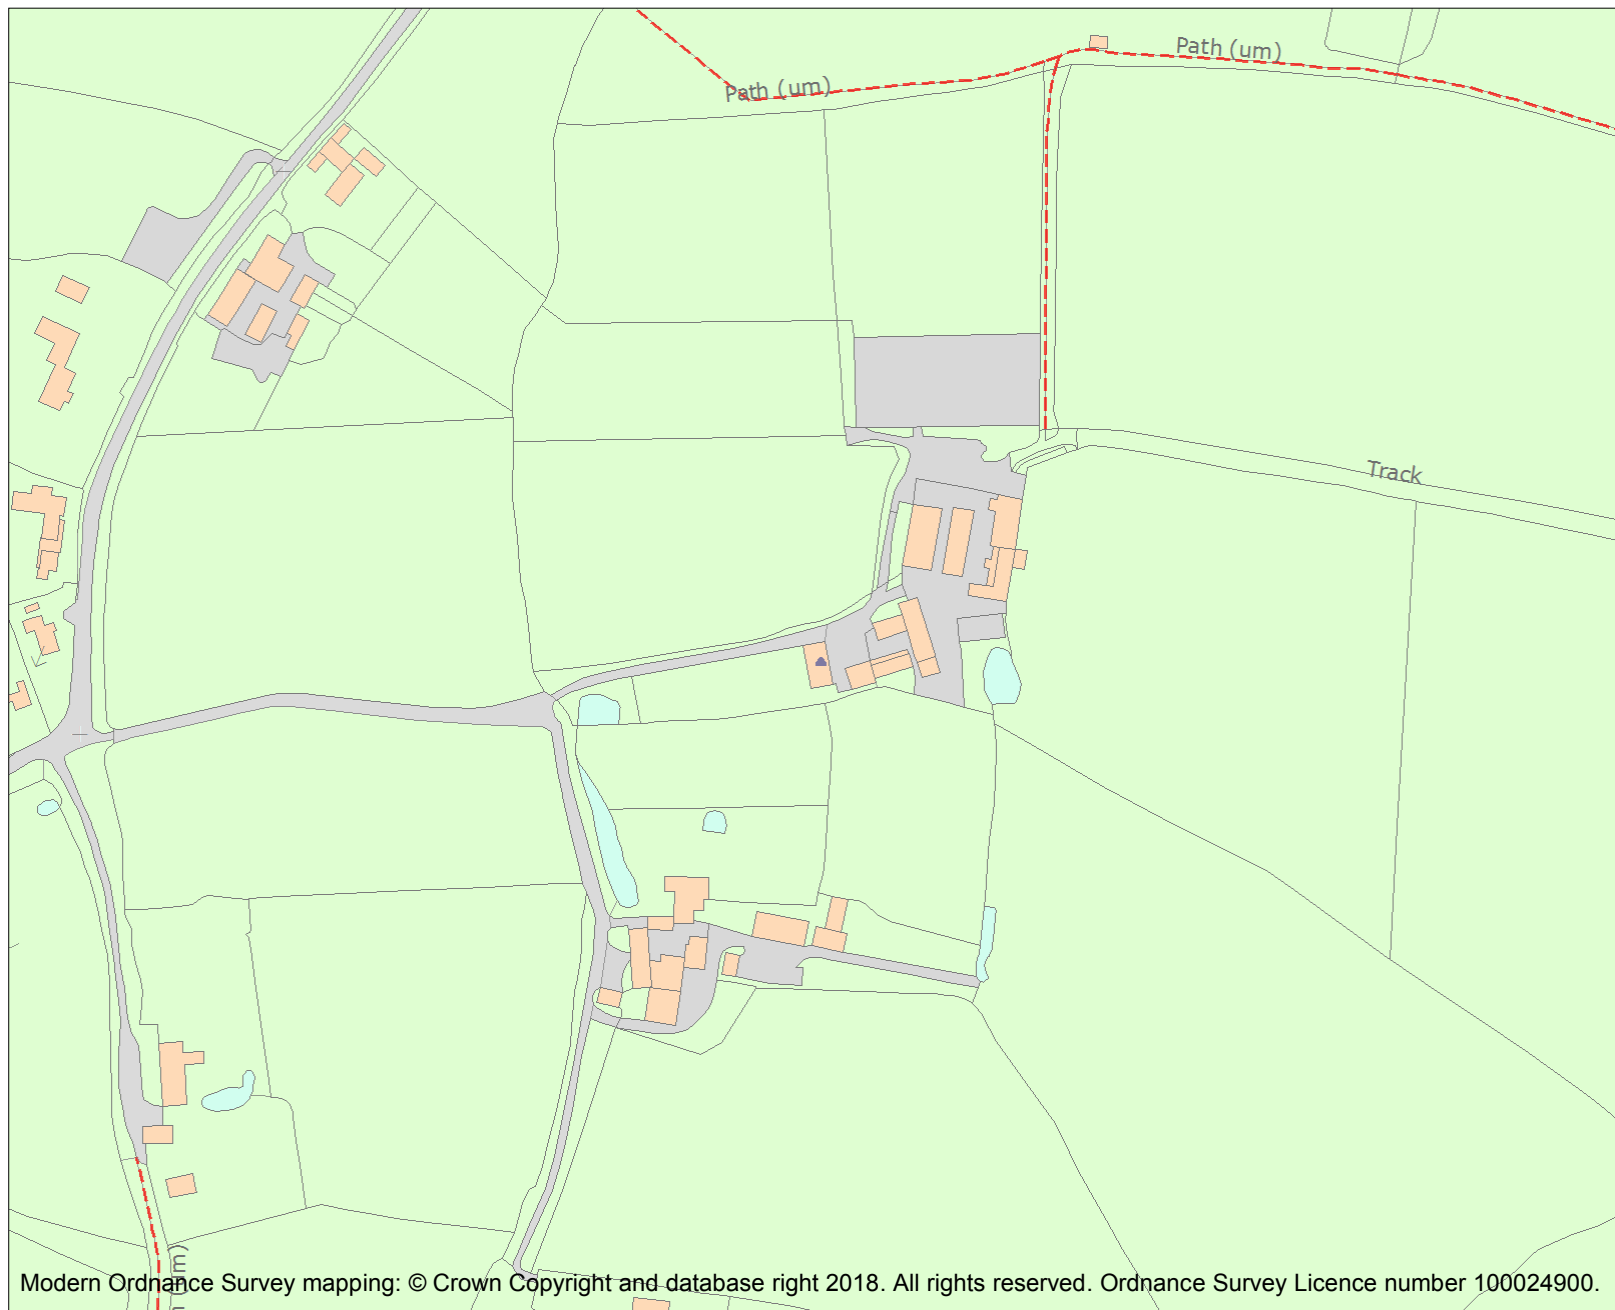 Path (um)
Path (um)
Track
(um)
Modern Ordnance Survey mapping: © Crown Copyright and database right 2018. All rights reserved. Ordnance Survey Licence number 100024900.